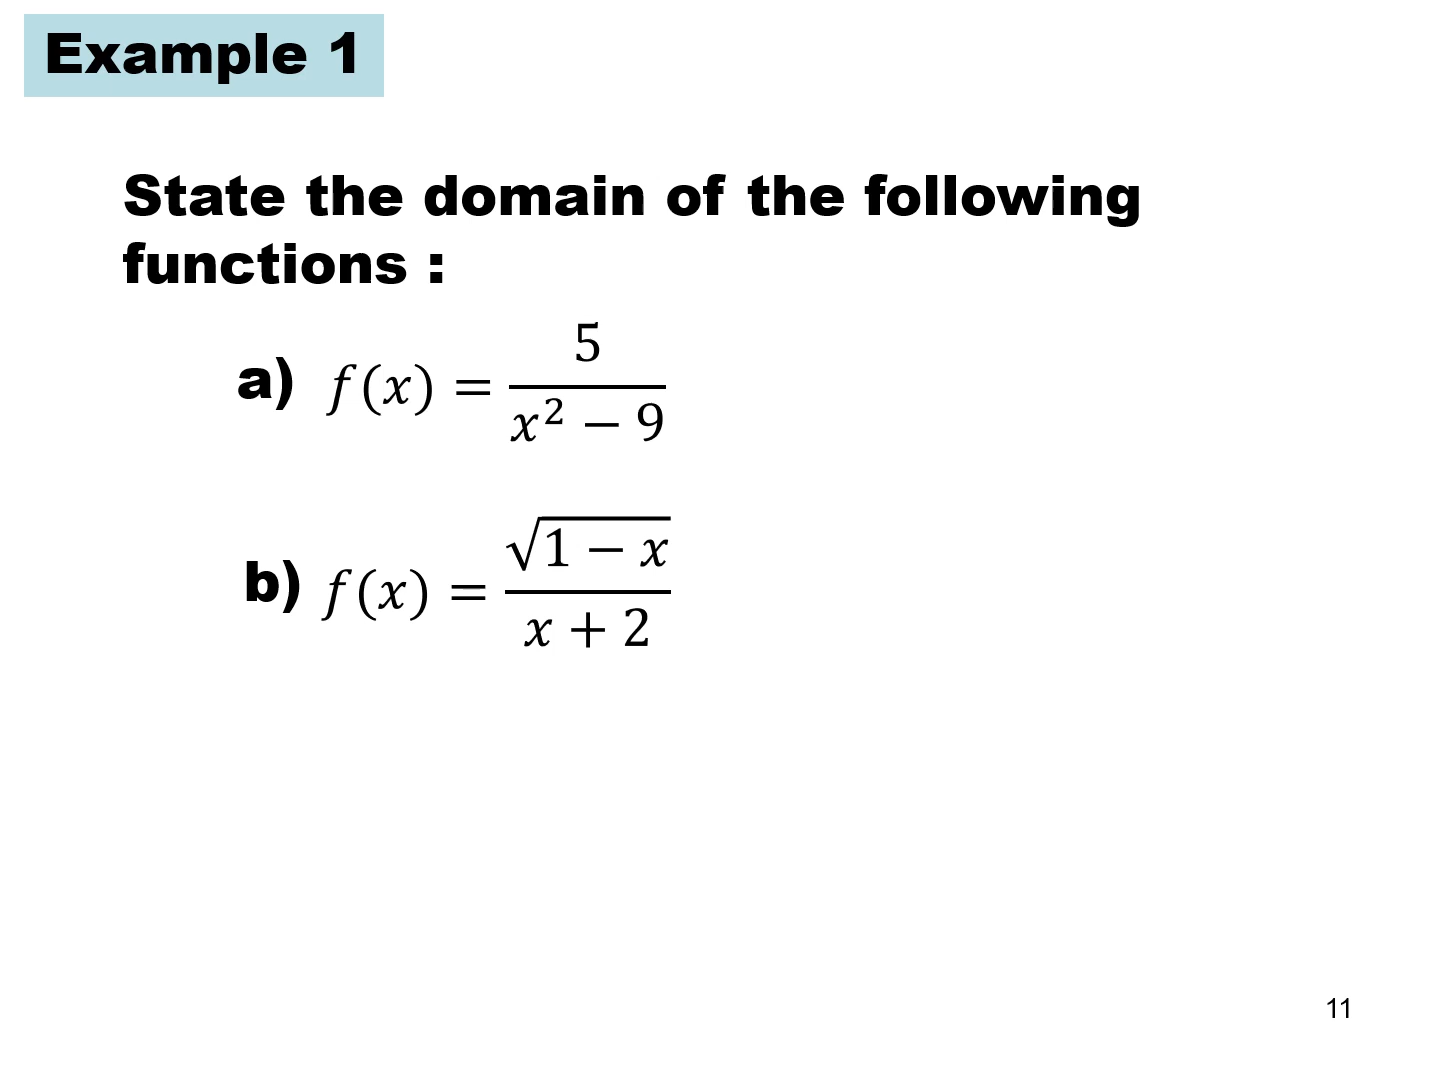 Example 1
State the domain of the following
functions :
a) f(x) = 5 / (x² − 9)
b) f(x) = √(1 − x) / (x + 2)
11